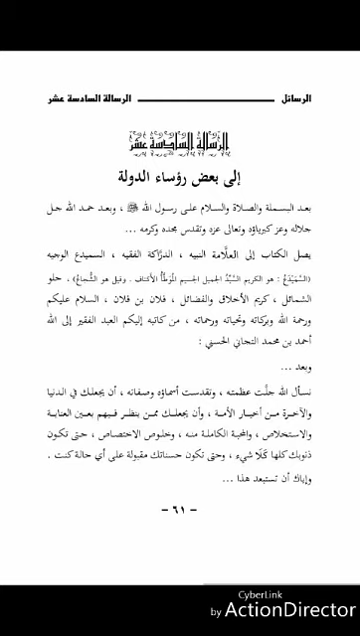 الرسائل ــــــــــــــــــــ الرسالة السادسة عشر
الرسالة السادسة عشر
إلى بعض رؤساء الدولة
بعد البسملة والصلاة والسلام على رسول الله ﷺ ، وبعد حمد الله جل
جلاله وعز كبرياؤه وتعالى عزه وتقدس مجده وكرمه ...
يصل الكتاب إلى العلَّامة النبيه ، الدرَّاكة الفقيه ، السميدع الوجيه
(السَّمَيْدَعُ : هو الكريم السَّيِّدُ الجميل الجسيم الْمُوَطَّأُ الأكتاف . وقيل هو الشُّجاعُ) . حلو
الشمائل ، كريم الأخلاق والفضائل ، فلان بن فلان ، السلام عليكم
ورحمة الله وبركاته وتحياته ورحماته ، من كاتبه إليكم العبد الفقير إلى الله
أحمد بن محمد التجاني الحسني :
وبعد ...
نسأل الله جلَّت عظمته ، وتقدست أسماؤه وصفاته ، أن يجعلك في الدنيا
والآخرة من أخيار الأمة ، وأن يجعلك ممن ينظر فيهم بعين العناية
والاستخلاص ، والمحبة الكاملة منه ، وخلوص الاختصاص ، حتى تكون
ذنوبك كلها كَلَا شيء ، وحتى تكون حسناتك مقبولة على أي حالة كنت .
وإياك أن تستبعد هذا ...
– ٦١ –
CyberLink
by ActionDirector